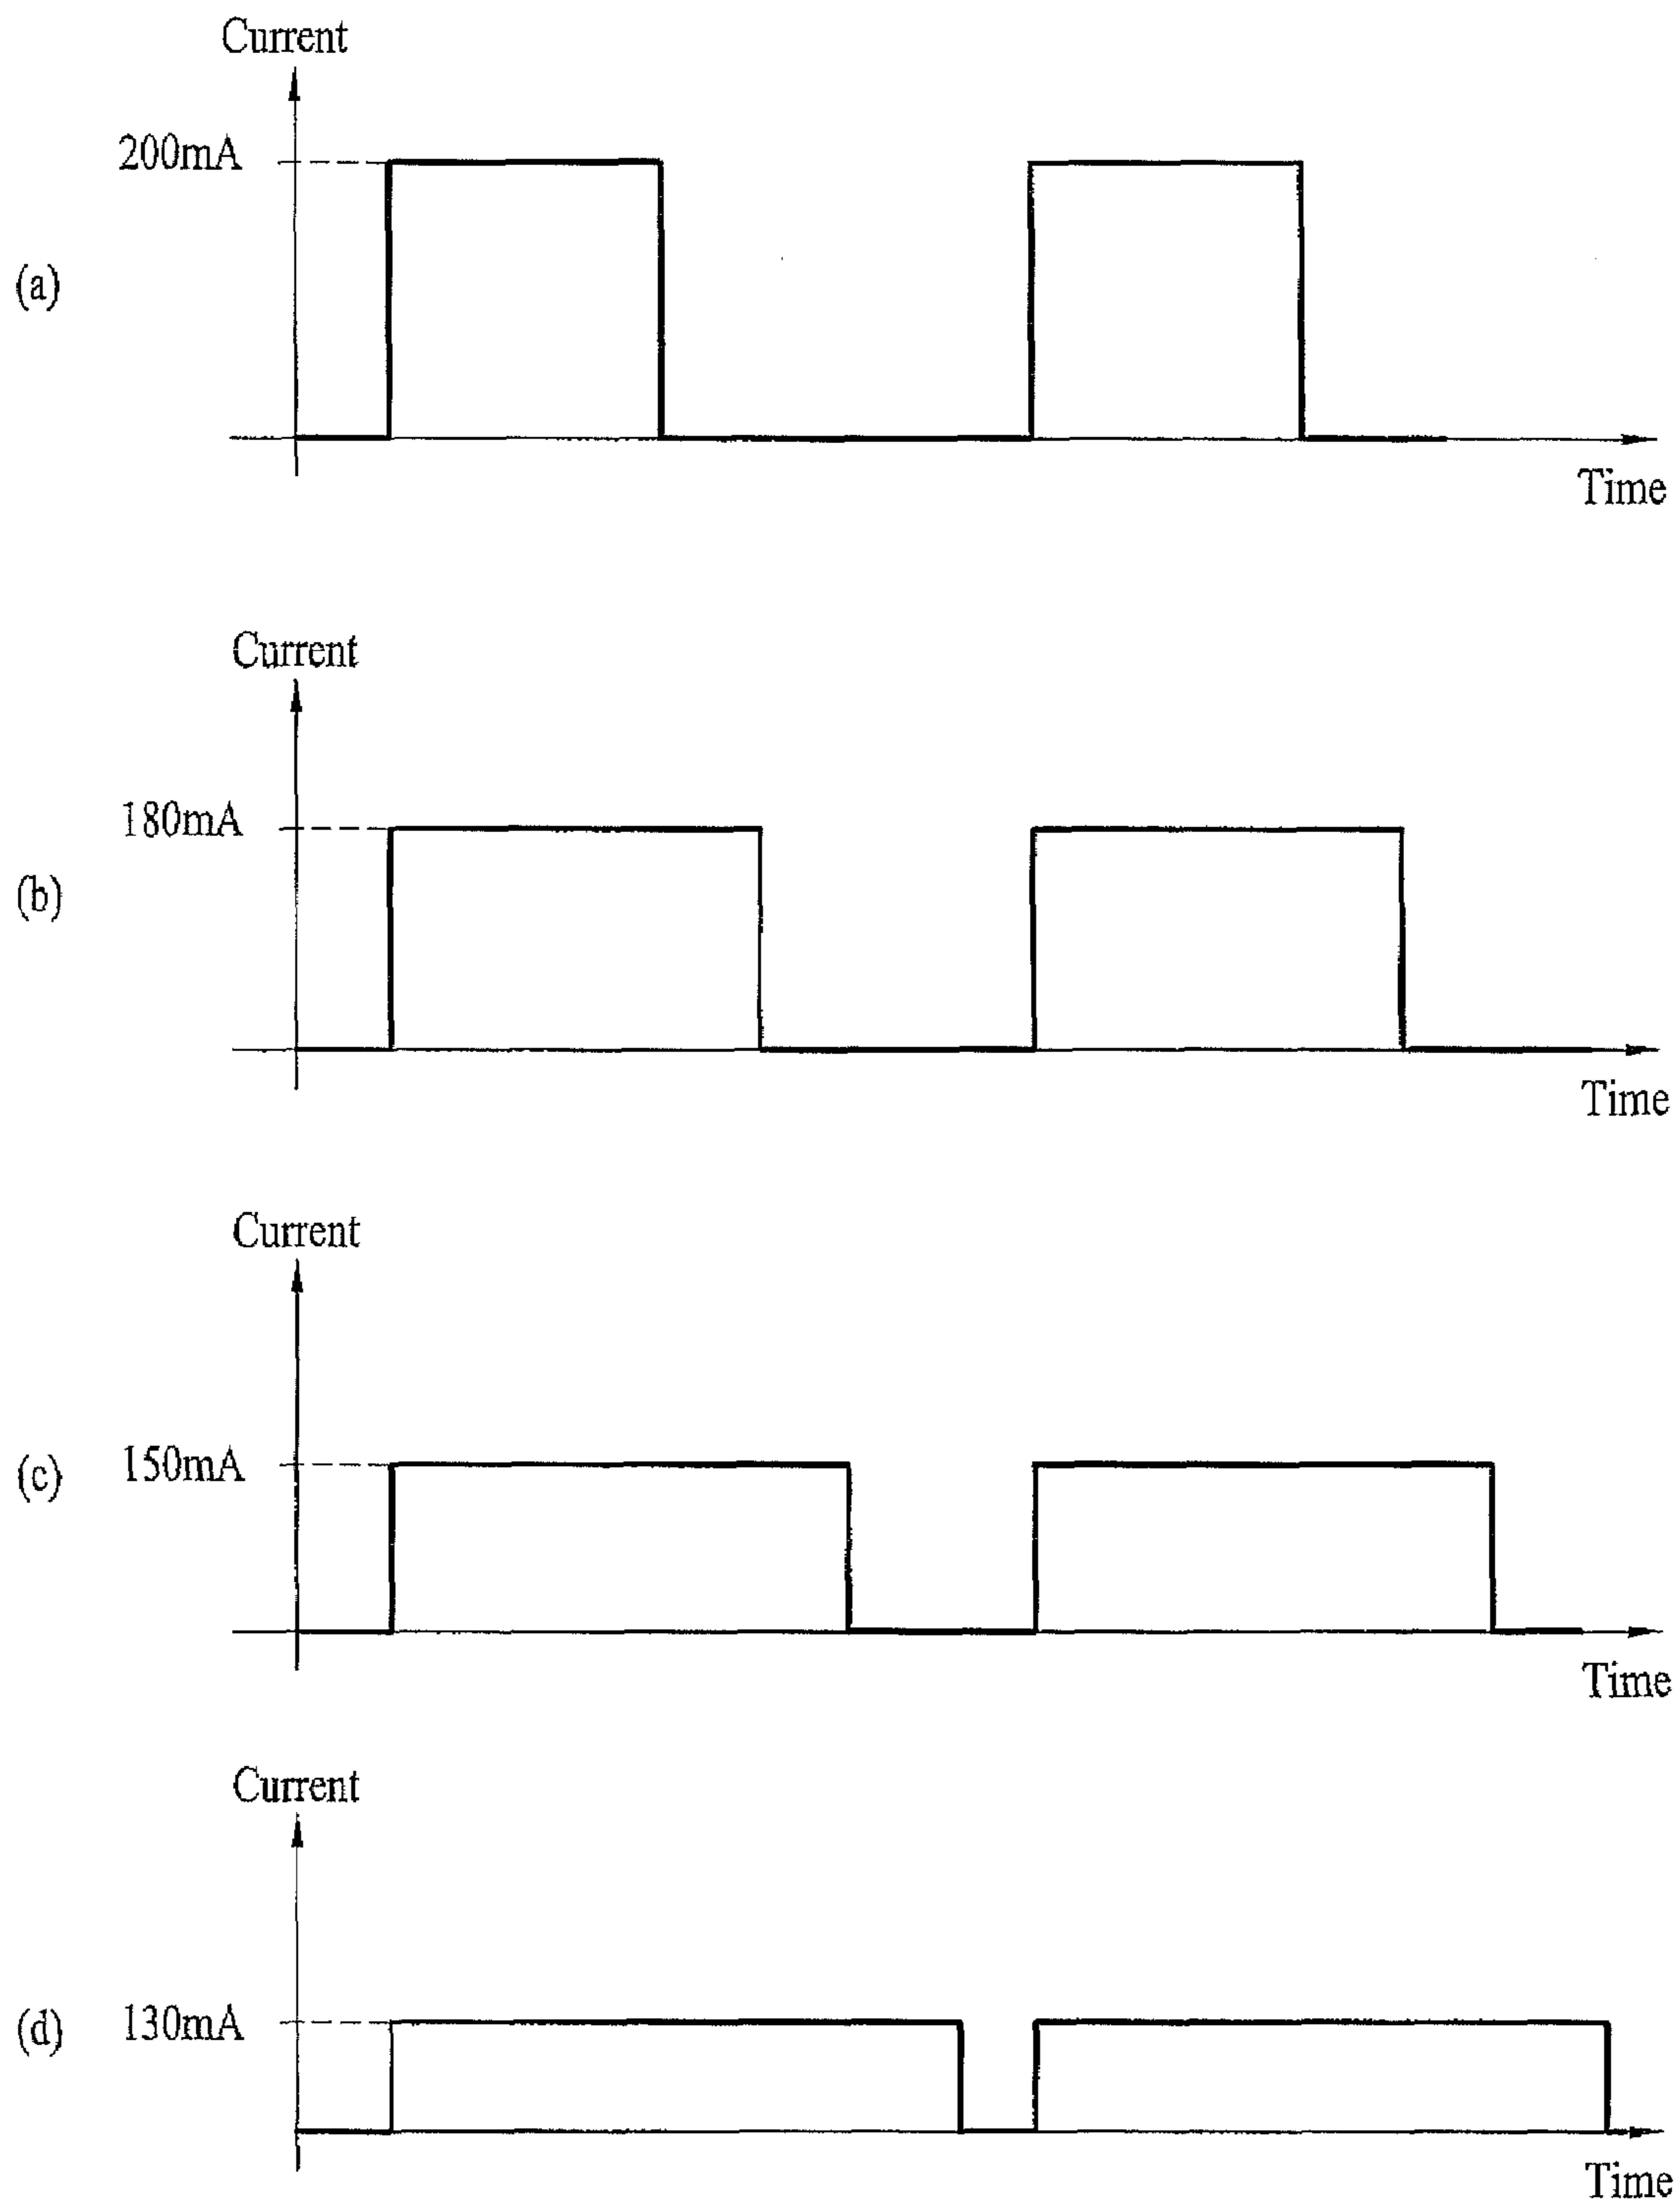 Current
200mA
(a)
Time
Current
180mA
(b)
Time
Current
150mA
(c)
Time
Current
130mA
(d)
Time